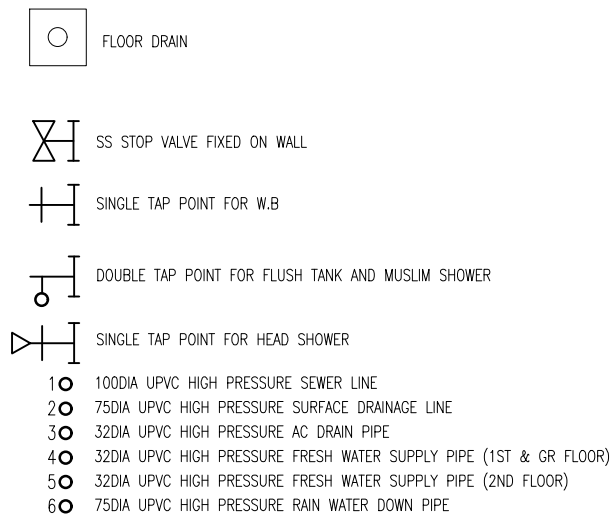 FLOOR DRAIN
SS STOP VALVE FIXED ON WALL
SINGLE TAP POINT FOR W.B
DOUBLE TAP POINT FOR FLUSH TANK AND MUSLIM SHOWER
SINGLE TAP POINT FOR HEAD SHOWER
1 100DIA UPVC HIGH PRESSURE SEWER LINE
2 75DIA UPVC HIGH PRESSURE SURFACE DRAINAGE LINE
3 32DIA UPVC HIGH PRESSURE AC DRAIN PIPE
4 32DIA UPVC HIGH PRESSURE FRESH WATER SUPPLY PIPE (1ST & GR FLOOR)
5 32DIA UPVC HIGH PRESSURE FRESH WATER SUPPLY PIPE (2ND FLOOR)
6 75DIA UPVC HIGH PRESSURE RAIN WATER DOWN PIPE